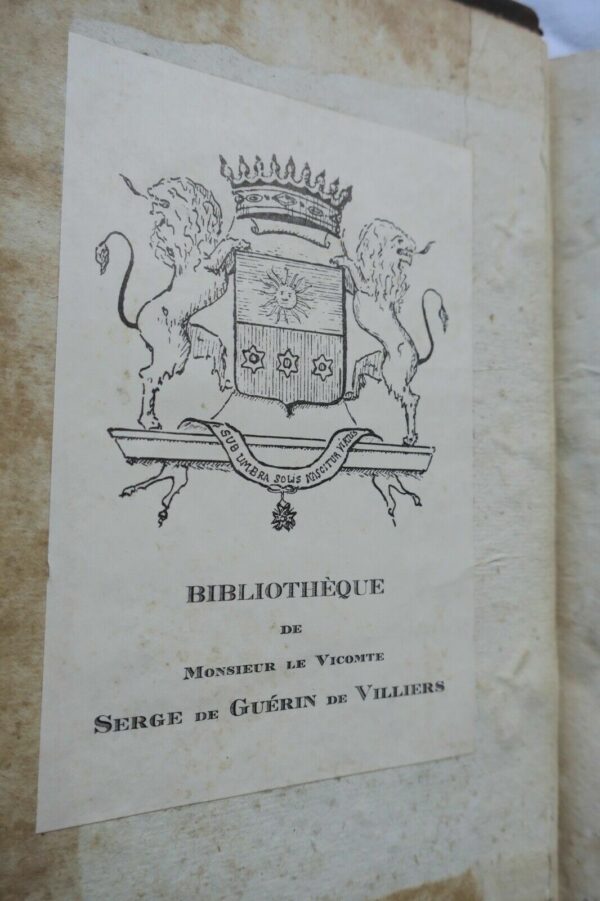 SUB UMBRA SOLIS NASCITUR VIRTUS
BIBLIOTHÈQUE
DE
MONSIEUR LE VICOMTE
SERGE DE GUÉRIN DE VILLIERS